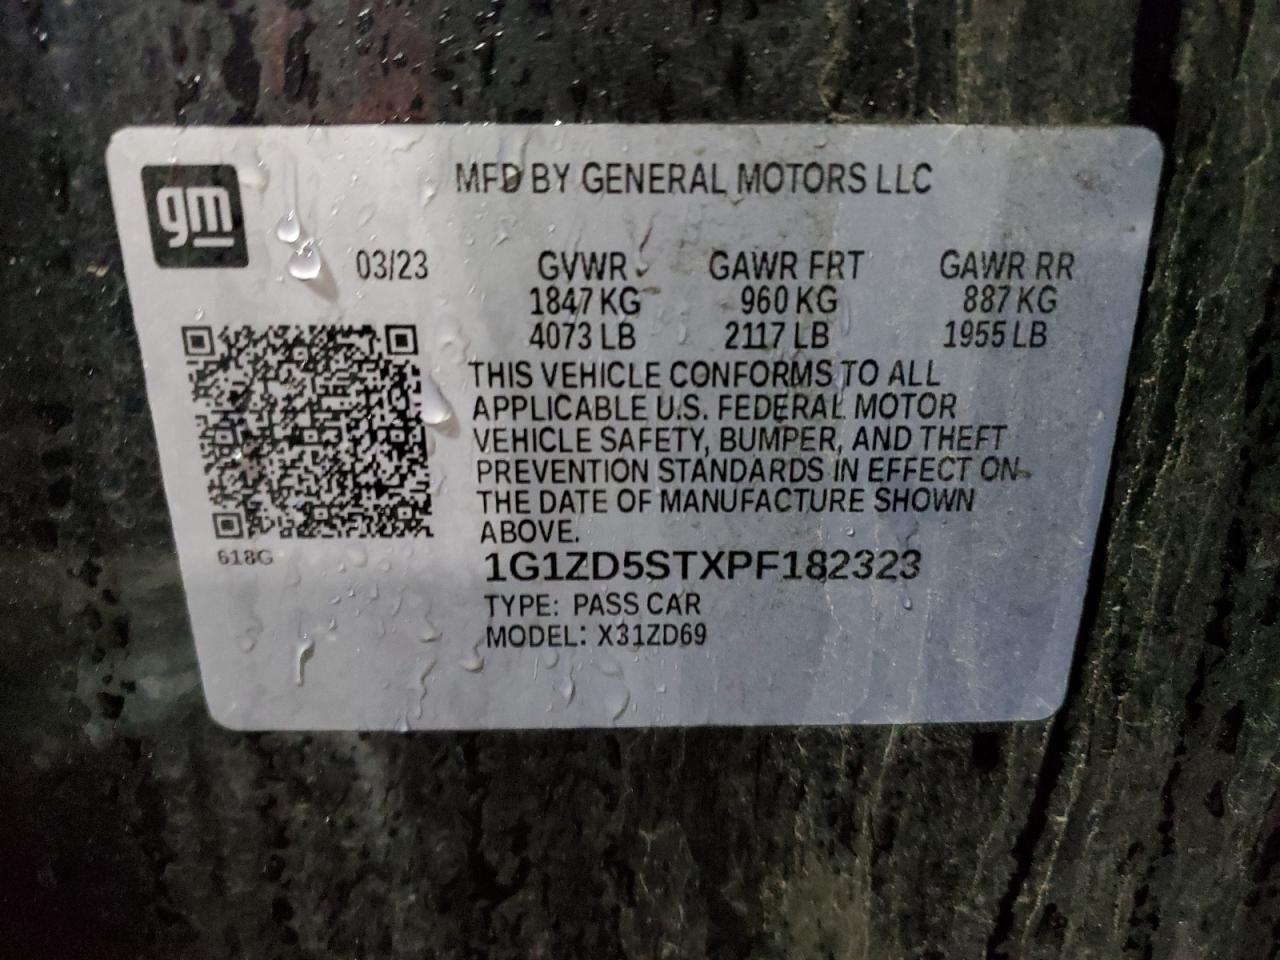 gm
MFD BY GENERAL MOTORS LLC
03/23
GVWR GAWR FRT GAWR RR
1847 KG 960 KG 887 KG
4073 LB 2117 LB 1955 LB
THIS VEHICLE CONFORMS TO ALL
APPLICABLE U.S. FEDERAL MOTOR
VEHICLE SAFETY, BUMPER, AND THEFT
PREVENTION STANDARDS IN EFFECT ON
THE DATE OF MANUFACTURE SHOWN
ABOVE.
618G
1G1ZD5STXPF182323
TYPE: PASS CAR
MODEL: X31ZD69